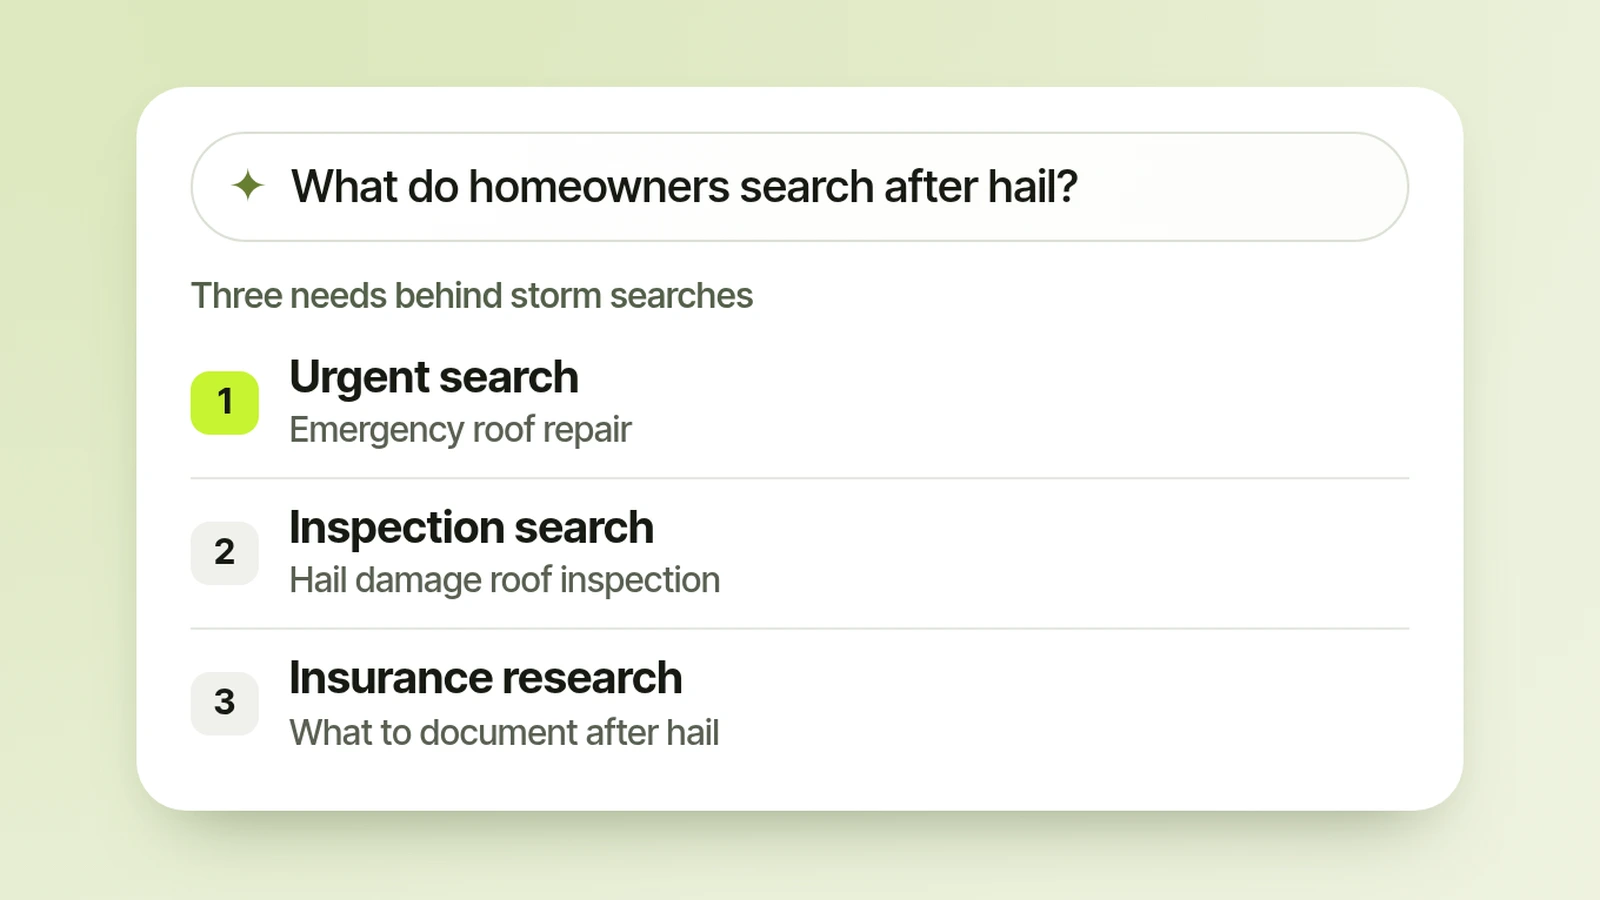 What do homeowners search after hail?
Three needs behind storm searches
1
Urgent search
Emergency roof repair
2
Inspection search
Hail damage roof inspection
3
Insurance research
What to document after hail